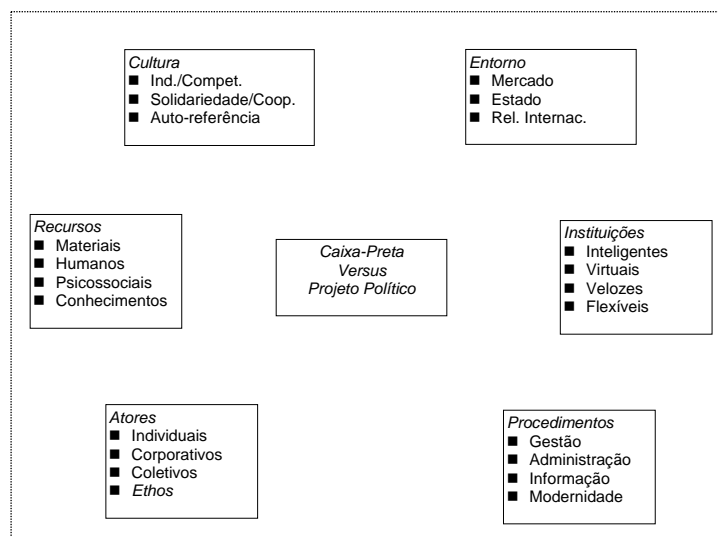 Cultura
■ Ind./Compet.
■ Solidariedade/Coop.
■ Auto-referência
Entorno
■ Mercado
■ Estado
■ Rel. Internac.
Recursos
■ Materiais
■ Humanos
■ Psicossociais
■ Conhecimentos
Caixa-Preta
Versus
Projeto Político
Instituições
■ Inteligentes
■ Virtuais
■ Velozes
■ Flexíveis
Atores
■ Individuais
■ Corporativos
■ Coletivos
■ Ethos
Procedimentos
■ Gestão
■ Administração
■ Informação
■ Modernidade